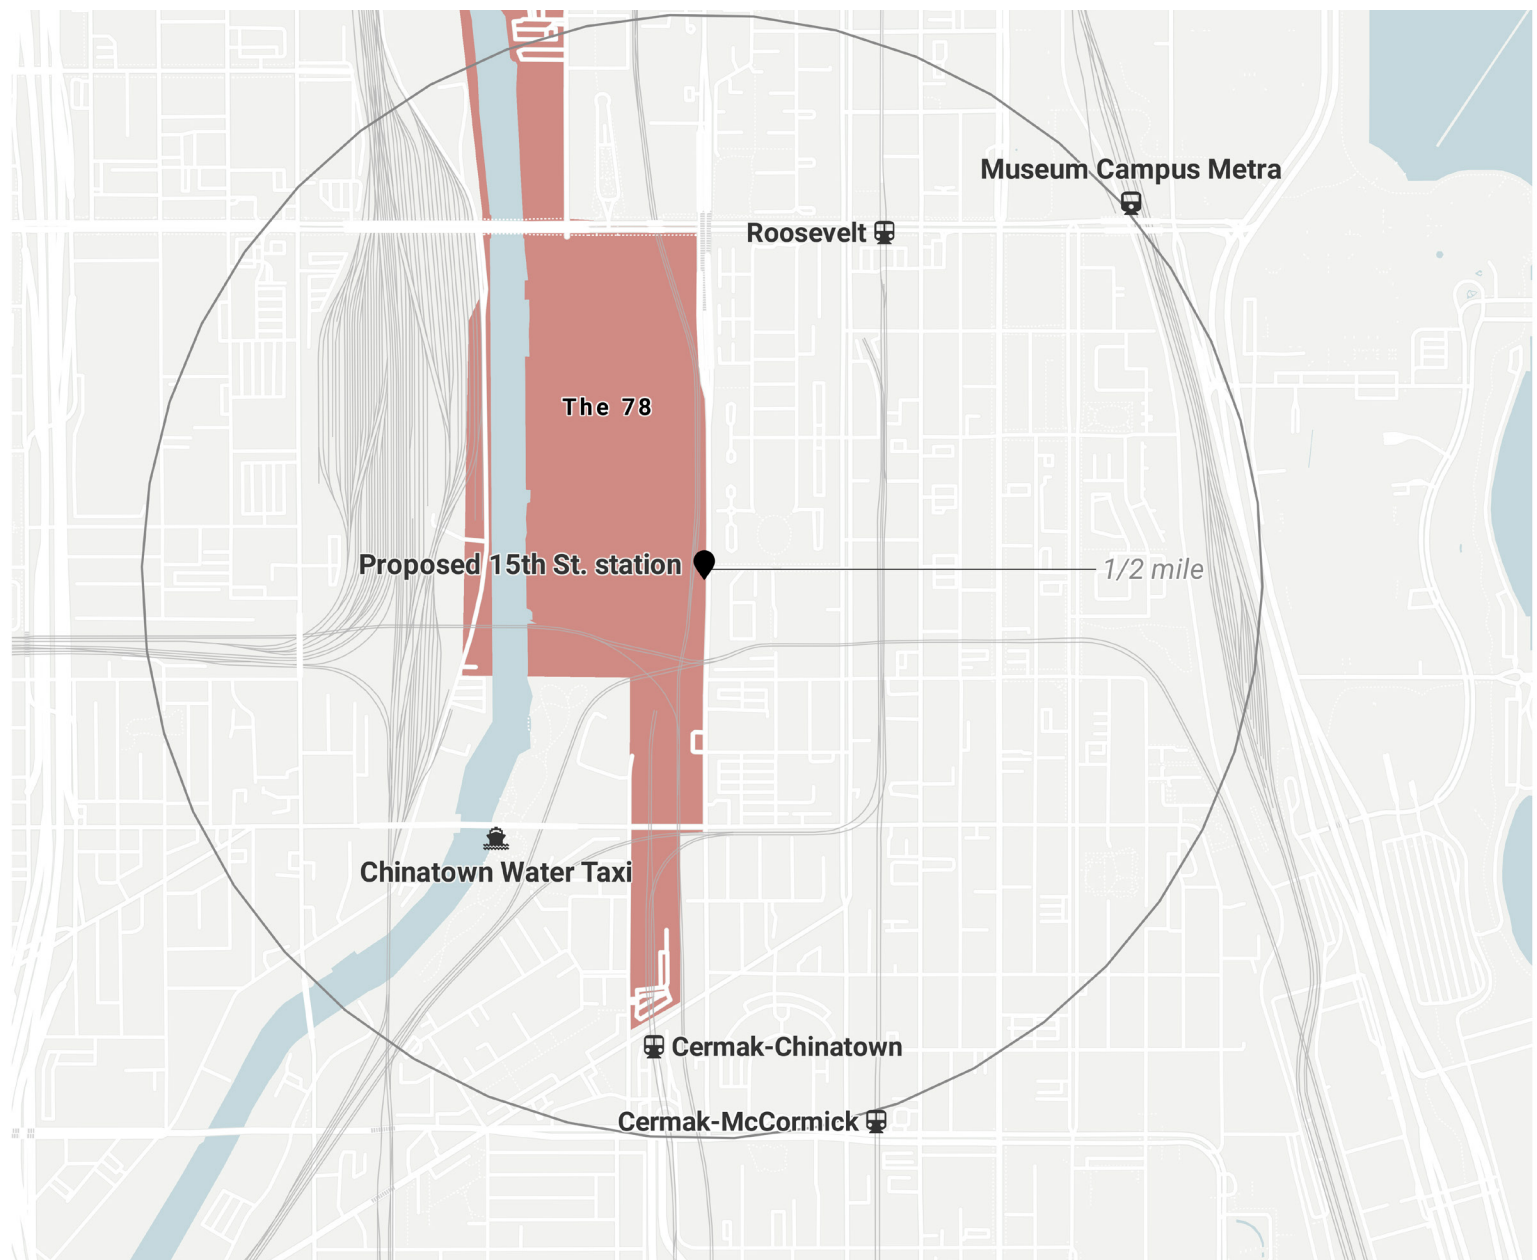 Museum Campus Metra
Roosevelt
The 78
Proposed 15th St. station
1/2 mile
Chinatown Water Taxi
Cermak-Chinatown
Cermak-McCormick